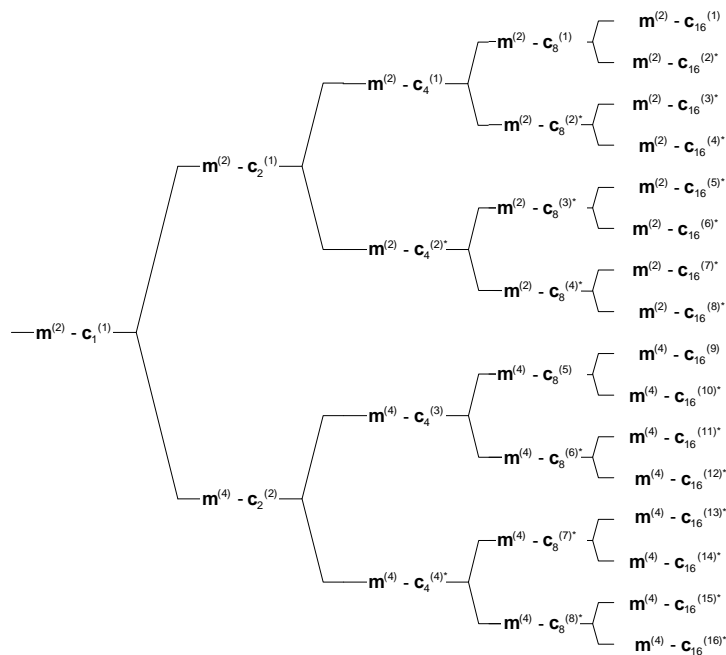 m⁽²⁾ - c₁₆⁽¹⁾
m⁽²⁾ - c₈⁽¹⁾
m⁽²⁾ - c₁₆⁽²⁾*
m⁽²⁾ - c₄⁽¹⁾
m⁽²⁾ - c₁₆⁽³⁾*
m⁽²⁾ - c₈⁽²⁾*
m⁽²⁾ - c₁₆⁽⁴⁾*
m⁽²⁾ - c₂⁽¹⁾
m⁽²⁾ - c₁₆⁽⁵⁾*
m⁽²⁾ - c₈⁽³⁾*
m⁽²⁾ - c₁₆⁽⁶⁾*
m⁽²⁾ - c₄⁽²⁾*
m⁽²⁾ - c₁₆⁽⁷⁾*
m⁽²⁾ - c₈⁽⁴⁾*
m⁽²⁾ - c₁₆⁽⁸⁾*
m⁽²⁾ - c₁⁽¹⁾
m⁽⁴⁾ - c₁₆⁽⁹⁾
m⁽⁴⁾ - c₈⁽⁵⁾
m⁽⁴⁾ - c₁₆⁽¹⁰⁾*
m⁽⁴⁾ - c₄⁽³⁾
m⁽⁴⁾ - c₁₆⁽¹¹⁾*
m⁽⁴⁾ - c₈⁽⁶⁾*
m⁽⁴⁾ - c₁₆⁽¹²⁾*
m⁽⁴⁾ - c₂⁽²⁾
m⁽⁴⁾ - c₁₆⁽¹³⁾*
m⁽⁴⁾ - c₈⁽⁷⁾*
m⁽⁴⁾ - c₁₆⁽¹⁴⁾*
m⁽⁴⁾ - c₄⁽⁴⁾*
m⁽⁴⁾ - c₁₆⁽¹⁵⁾*
m⁽⁴⁾ - c₈⁽⁸⁾*
m⁽⁴⁾ - c₁₆⁽¹⁶⁾*